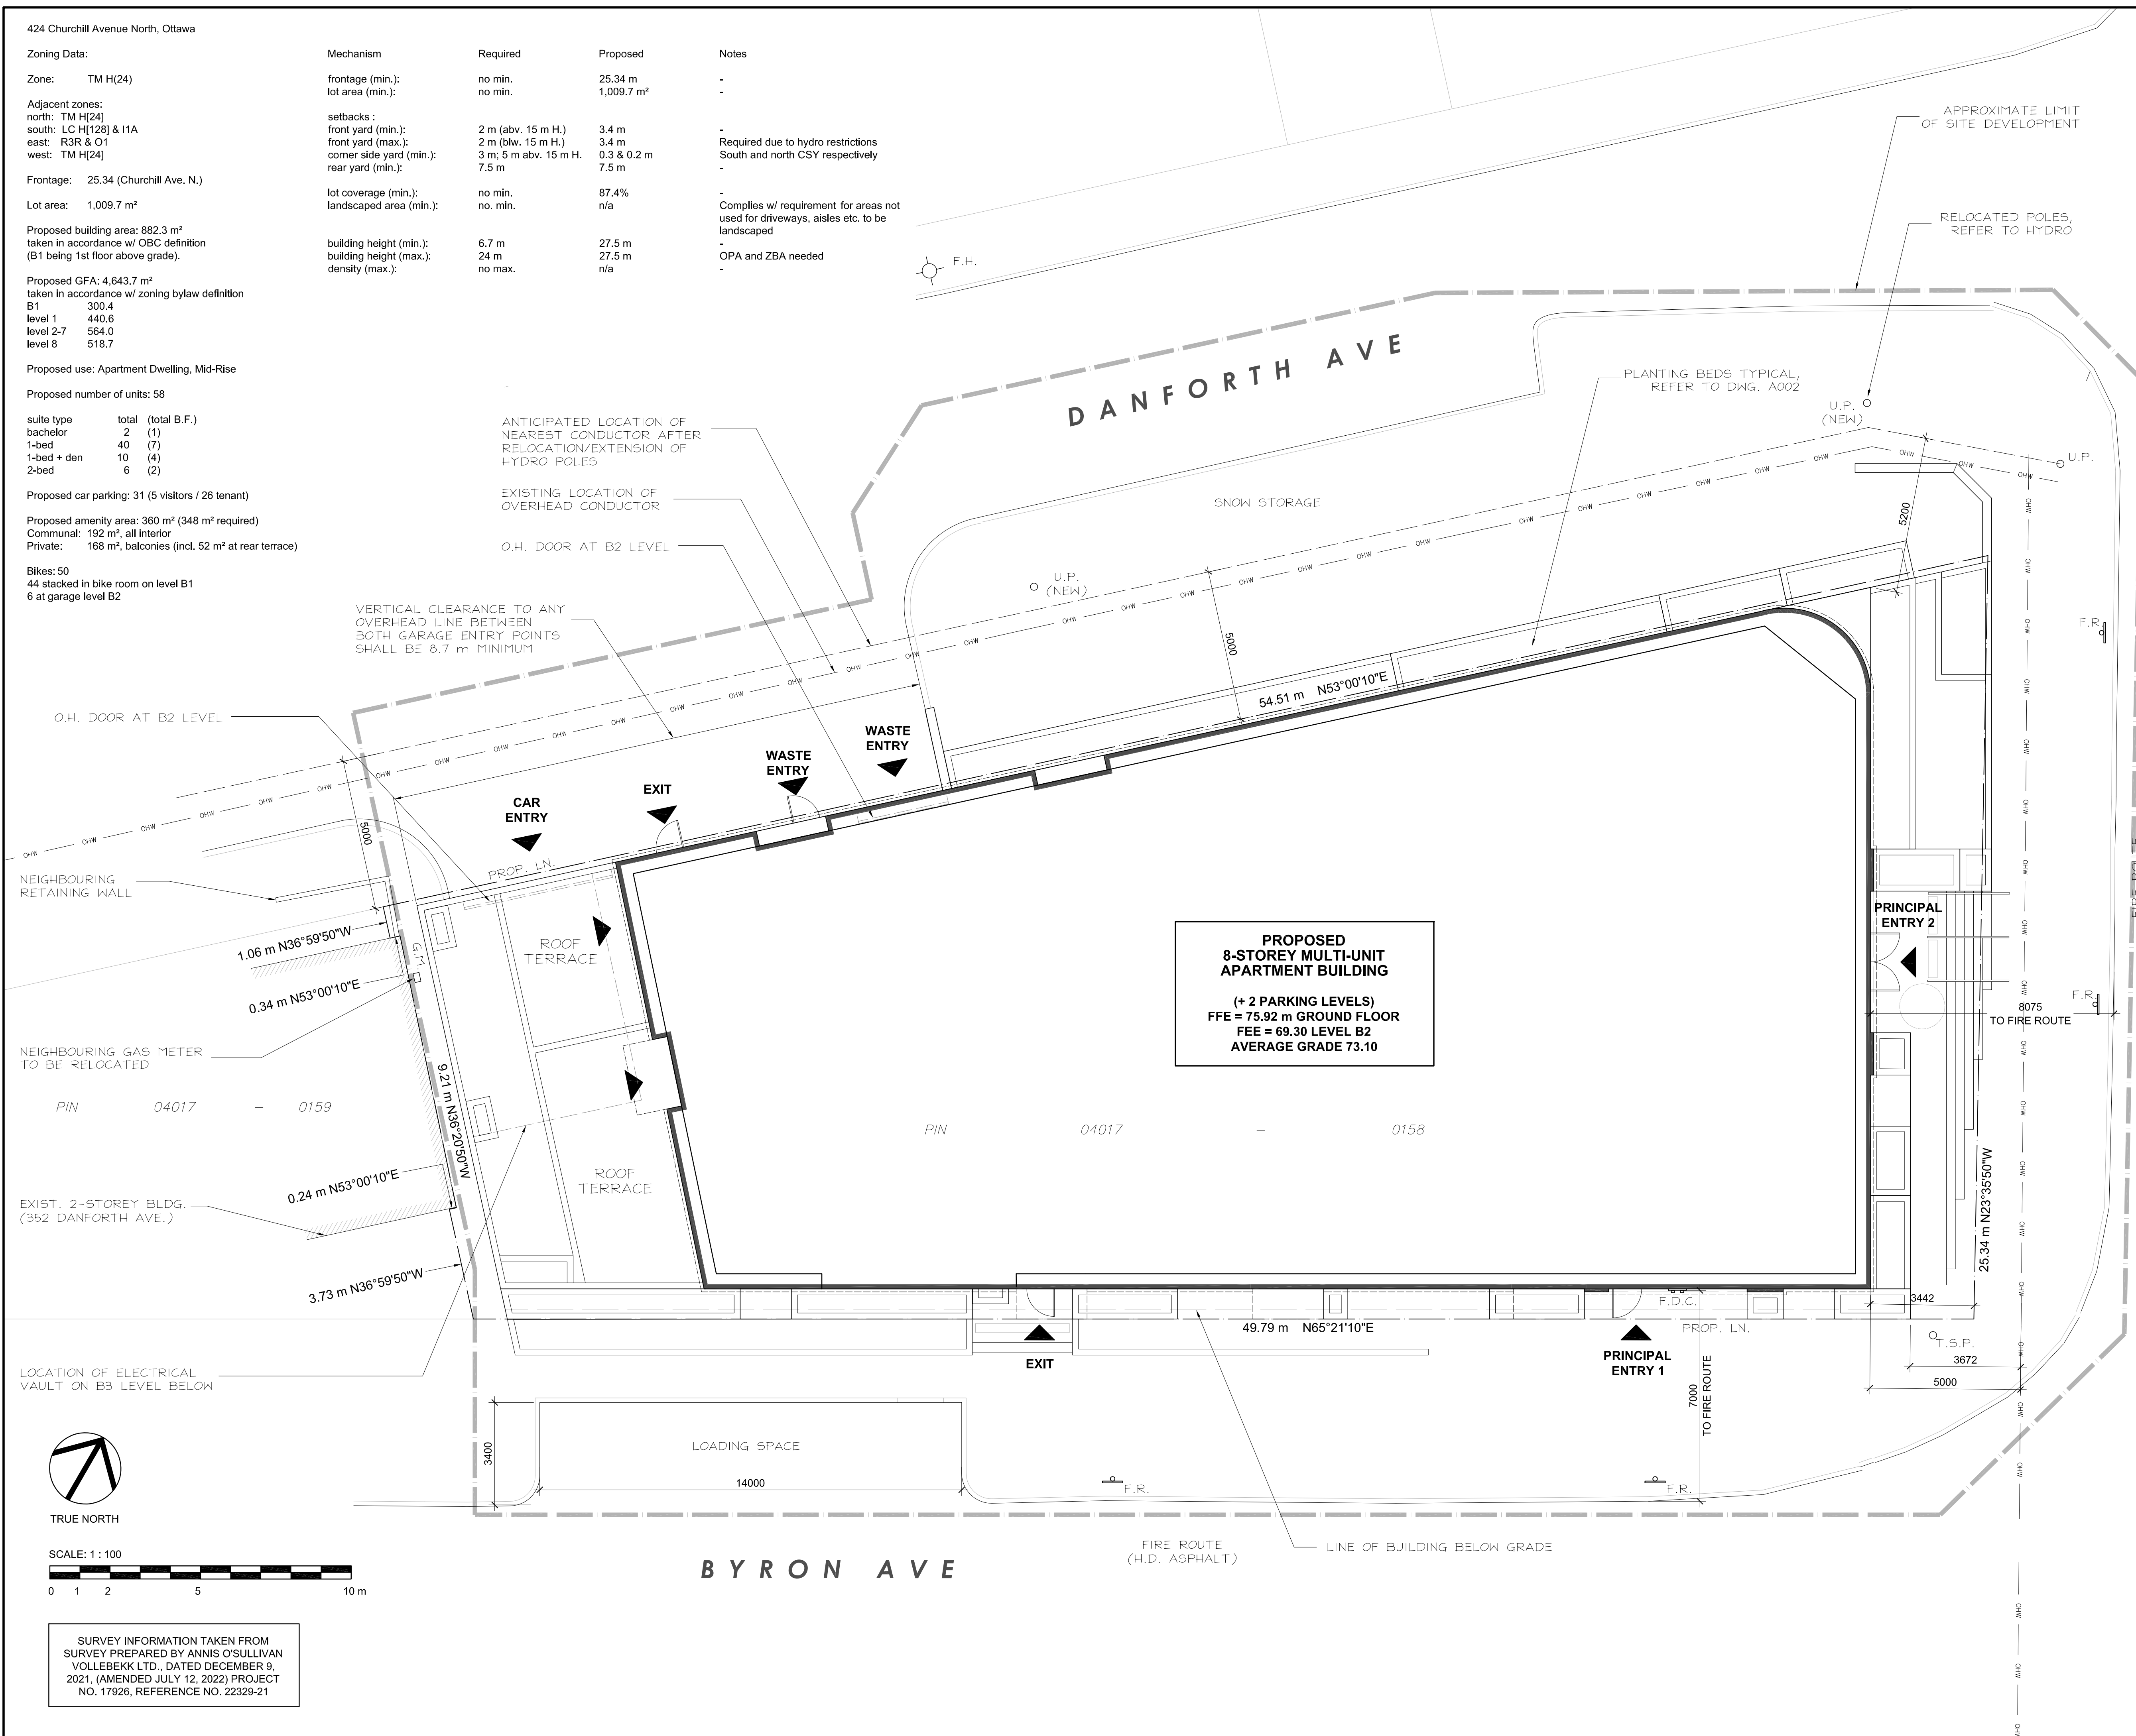 424 Churchill Avenue North, Ottawa
Zoning Data:
Zone: TM H(24)
Adjacent zones:
north: TM H[24]
south: LC H[128] & I1A
east: R3R & O1
west: TM H[24]
Frontage: 25.34 (Churchill Ave. N.)
Lot area: 1,009.7 m²
Proposed building area: 882.3 m²
taken in accordance w/ OBC definition
(B1 being 1st floor above grade).
Proposed GFA: 4,643.7 m²
taken in accordance w/ zoning bylaw definition
B1 300.4
level 1 440.6
level 2-7 564.0
level 8 518.7
Proposed use: Apartment Dwelling, Mid-Rise
Proposed number of units: 58
suite type total (total B.F.)
bachelor 2 (1)
1-bed 40 (7)
1-bed + den 10 (4)
2-bed 6 (2)
Proposed car parking: 31 (5 visitors / 26 tenant)
Proposed amenity area: 360 m² (348 m² required)
Communal: 192 m², all interior
Private: 168 m², balconies (incl. 52 m² at rear terrace)
Bikes: 50
44 stacked in bike room on level B1
6 at garage level B2
Mechanism Required Proposed Notes
frontage (min.): no min. 25.34 m -
lot area (min.): no min. 1,009.7 m² -
setbacks :
front yard (min.): 2 m (abv. 15 m H.) 3.4 m -
front yard (max.): 2 m (blw. 15 m H.) 3.4 m Required due to hydro restrictions
corner side yard (min.): 3 m; 5 m abv. 15 m H. 0.3 & 0.2 m South and north CSY respectively
rear yard (min.): 7.5 m 7.5 m -
lot coverage (min.): no min. 87.4% -
landscaped area (min.): no. min. n/a Complies w/ requirement for areas not
used for driveways, aisles etc. to be
landscaped
building height (min.): 6.7 m 27.5 m -
building height (max.): 24 m 27.5 m OPA and ZBA needed
density (max.): no max. n/a -
APPROXIMATE LIMIT
OF SITE DEVELOPMENT
RELOCATED POLES,
REFER TO HYDRO
F.H.
DANFORTH AVE
PLANTING BEDS TYPICAL,
REFER TO DWG. A002
U.P.
(NEW)
U.P.
ANTICIPATED LOCATION OF
NEAREST CONDUCTOR AFTER
RELOCATION/EXTENSION OF
HYDRO POLES
EXISTING LOCATION OF
OVERHEAD CONDUCTOR
O.H. DOOR AT B2 LEVEL
SNOW STORAGE
5200
OHW
U.P.
(NEW)
5000
VERTICAL CLEARANCE TO ANY
OVERHEAD LINE BETWEEN
BOTH GARAGE ENTRY POINTS
SHALL BE 8.7 m MINIMUM
F.R.
54.51 m N53°00'10"E
O.H. DOOR AT B2 LEVEL
WASTE
ENTRY
WASTE
ENTRY
EXIT
CAR
ENTRY
5000
PROP. LN.
NEIGHBOURING
RETAINING WALL
1.06 m N36°59'50"W
G.M.
ROOF
TERRACE
0.34 m N53°00'10"E
PROPOSED
8-STOREY MULTI-UNIT
APARTMENT BUILDING
(+ 2 PARKING LEVELS)
FFE = 75.92 m GROUND FLOOR
FEE = 69.30 LEVEL B2
AVERAGE GRADE 73.10
PRINCIPAL
ENTRY 2
F.R.
8075
TO FIRE ROUTE
FIRE ROUTE
NEIGHBOURING GAS METER
TO BE RELOCATED
PIN 04017 - 0159
9.21 m N36°20'50"W
PIN 04017 - 0158
ROOF
TERRACE
0.24 m N53°00'10"E
EXIST. 2-STOREY BLDG.
(352 DANFORTH AVE.)
25.34 m N23°35'50"W
3.73 m N36°59'50"W
F.D.C.
3442
49.79 m N65°21'10"E
PROP. LN.
T.S.P.
EXIT
PRINCIPAL
ENTRY 1
3672
5000
LOCATION OF ELECTRICAL
VAULT ON B3 LEVEL BELOW
7000
TO FIRE ROUTE
3400
LOADING SPACE
14000
F.R.
F.R.
TRUE NORTH
FIRE ROUTE
(H.D. ASPHALT)
LINE OF BUILDING BELOW GRADE
SCALE: 1 : 100
0 1 2 5 10 m
BYRON AVE
SURVEY INFORMATION TAKEN FROM
SURVEY PREPARED BY ANNIS O'SULLIVAN
VOLLEBEKK LTD., DATED DECEMBER 9,
2021, (AMENDED JULY 12, 2022) PROJECT
NO. 17926, REFERENCE NO. 22329-21